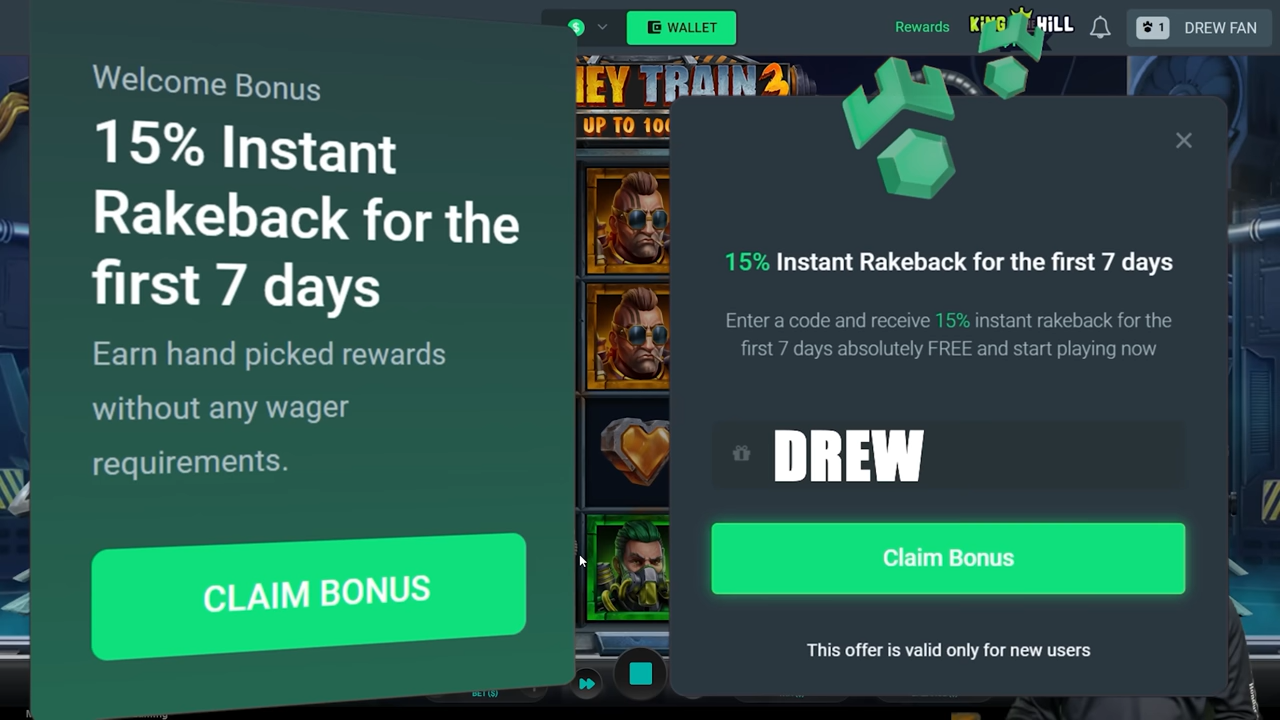 WALLET
Rewards
KING HILL
1
DREW FAN
Welcome Bonus
15% Instant
Rakeback for the
first 7 days
Earn hand picked rewards
without any wager
requirements.
CLAIM BONUS
TRAIN 3
UP TO
15% Instant Rakeback for the first 7 days
Enter a code and receive 15% instant rakeback for the
first 7 days absolutely FREE and start playing now
DREW
Claim Bonus
This offer is valid only for new users
BET($)